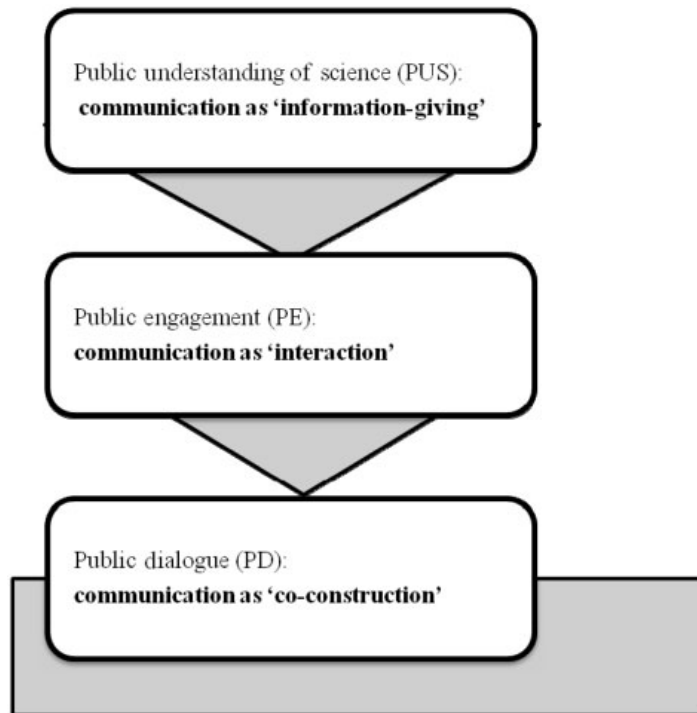 Public understanding of science (PUS):
communication as ‘information-giving’
Public engagement (PE):
communication as ‘interaction’
Public dialogue (PD):
communication as ‘co-construction’